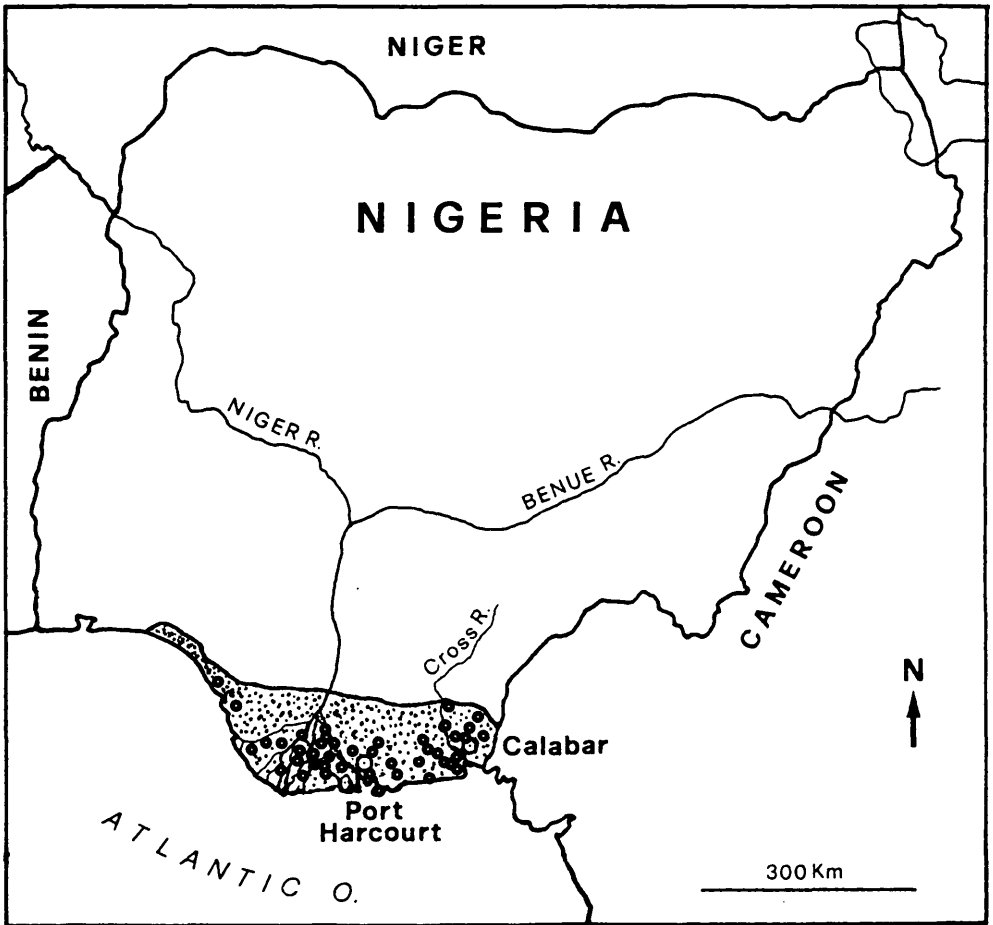 NIGER
NIGERIA
BENIN
NIGER R.
BENUE R.
CAMEROON
Cross R.
N
Calabar
Port
Harcourt
ATLANTIC O.
300 Km